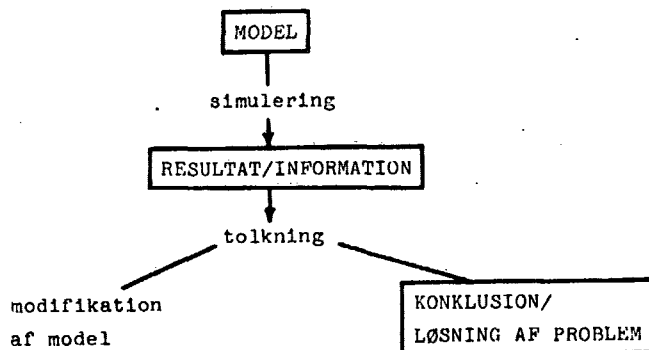 MODEL
simulering
RESULTAT/INFORMATION
tolkning
modifikation
af model
KONKLUSION/
LØSNING AF PROBLEM